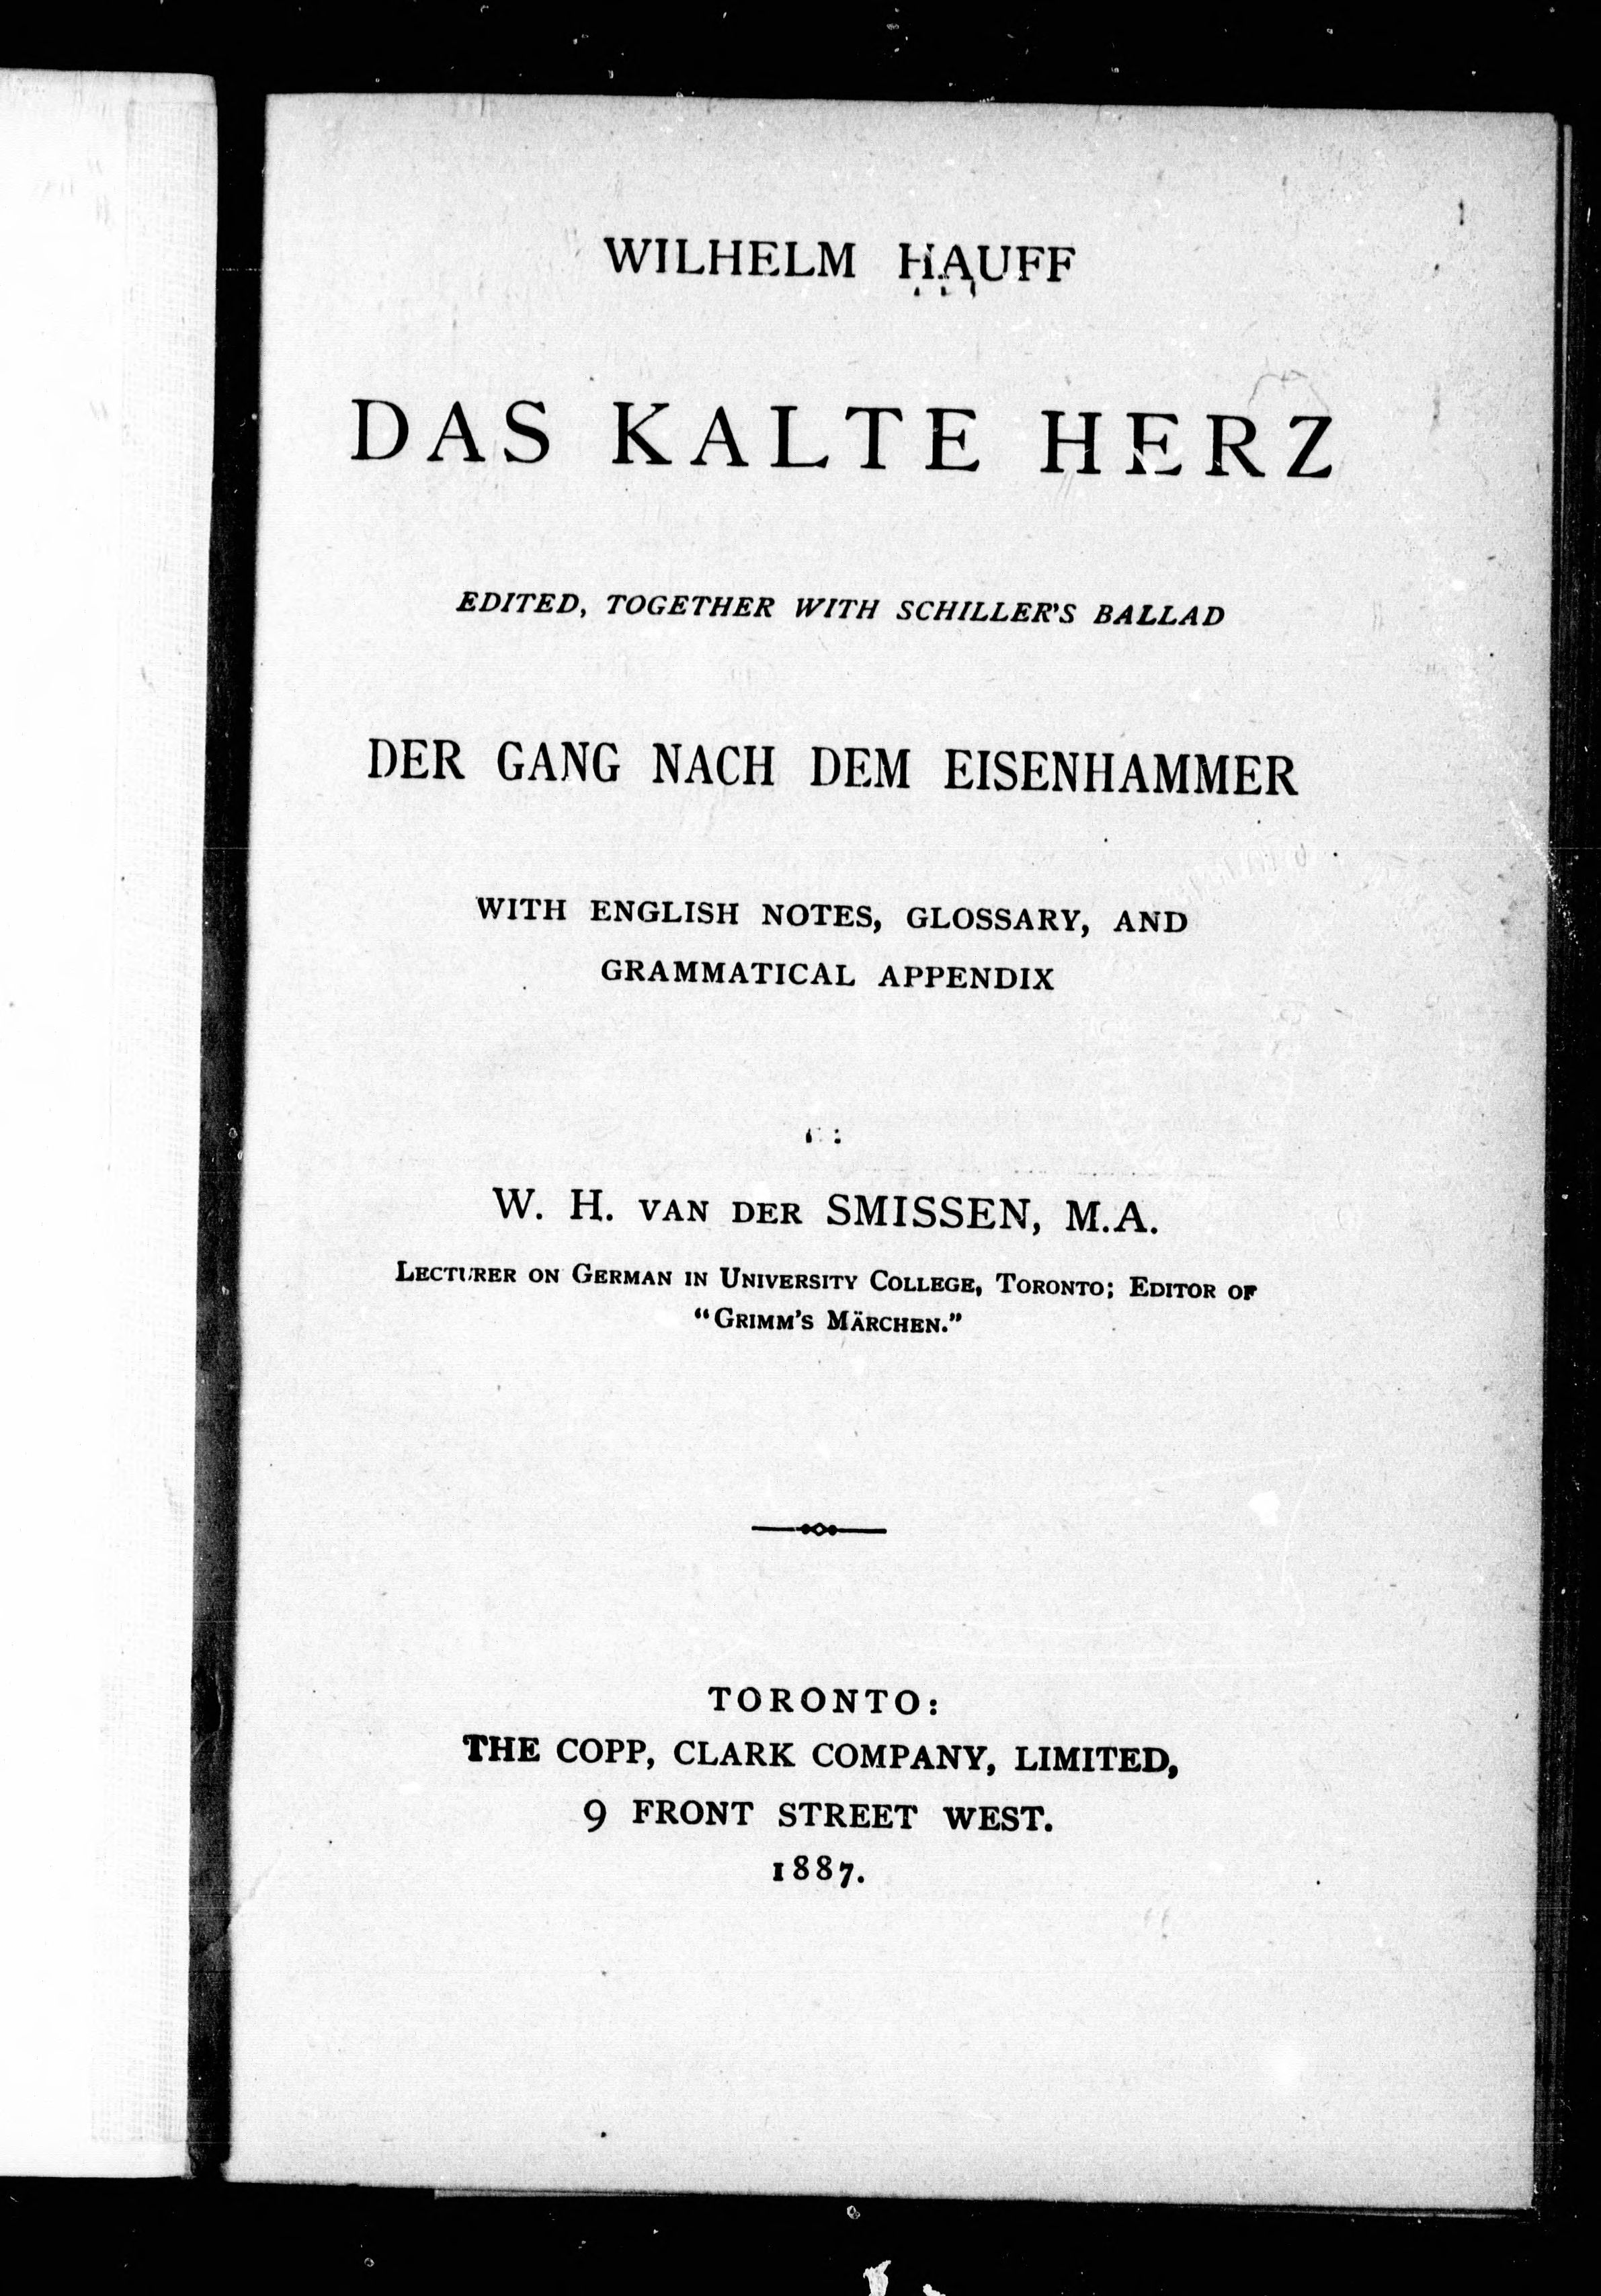 WILHELM HAUFF
DAS KALTE HERZ
EDITED, TOGETHER WITH SCHILLER'S BALLAD
DER GANG NACH DEM EISENHAMMER
WITH ENGLISH NOTES, GLOSSARY, AND
GRAMMATICAL APPENDIX
W. H. VAN DER SMISSEN, M.A.
LECTURER ON GERMAN IN UNIVERSITY COLLEGE, TORONTO; EDITOR OF
"GRIMM'S MÄRCHEN."
TORONTO:
THE COPP, CLARK COMPANY, LIMITED,
9 FRONT STREET WEST.
1887.